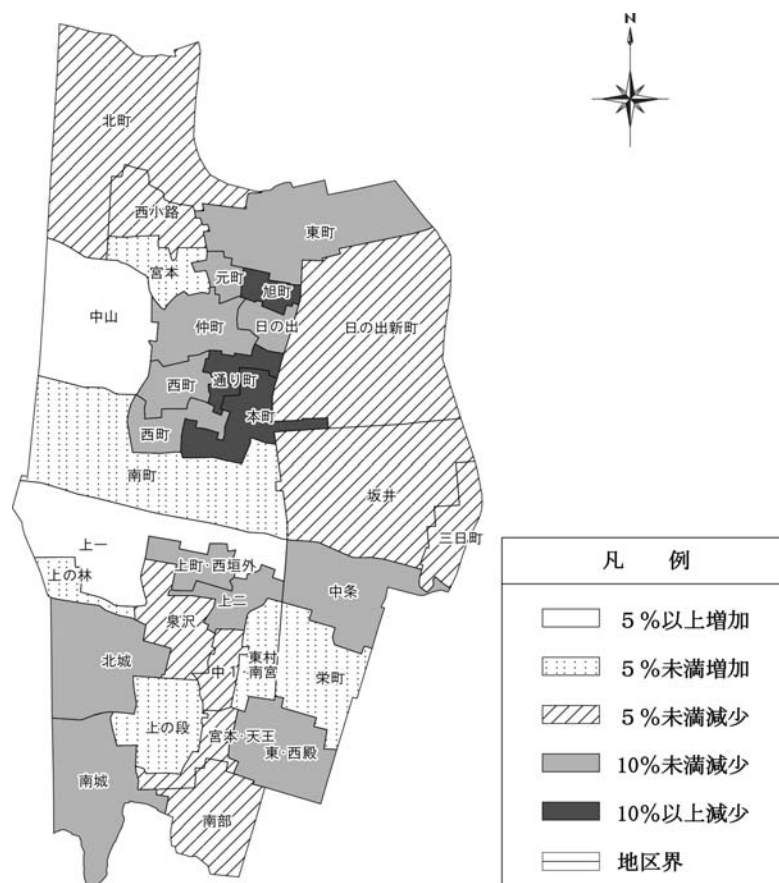 N
北町
西小路
東町
宮本
元町
旭町
中山
仲町
日の出
日の出新町
西町
通り町
本町
西町
南町
坂井
三日町
上一
上町・西垣外
中条
上の林
上二
泉沢
北城
中1
東村
南宮
栄町
上の段
宮本・天王
東・西殿
南城
南部
凡 例
5%以上増加
5%未満増加
5%未満減少
10%未満減少
10%以上減少
地区界